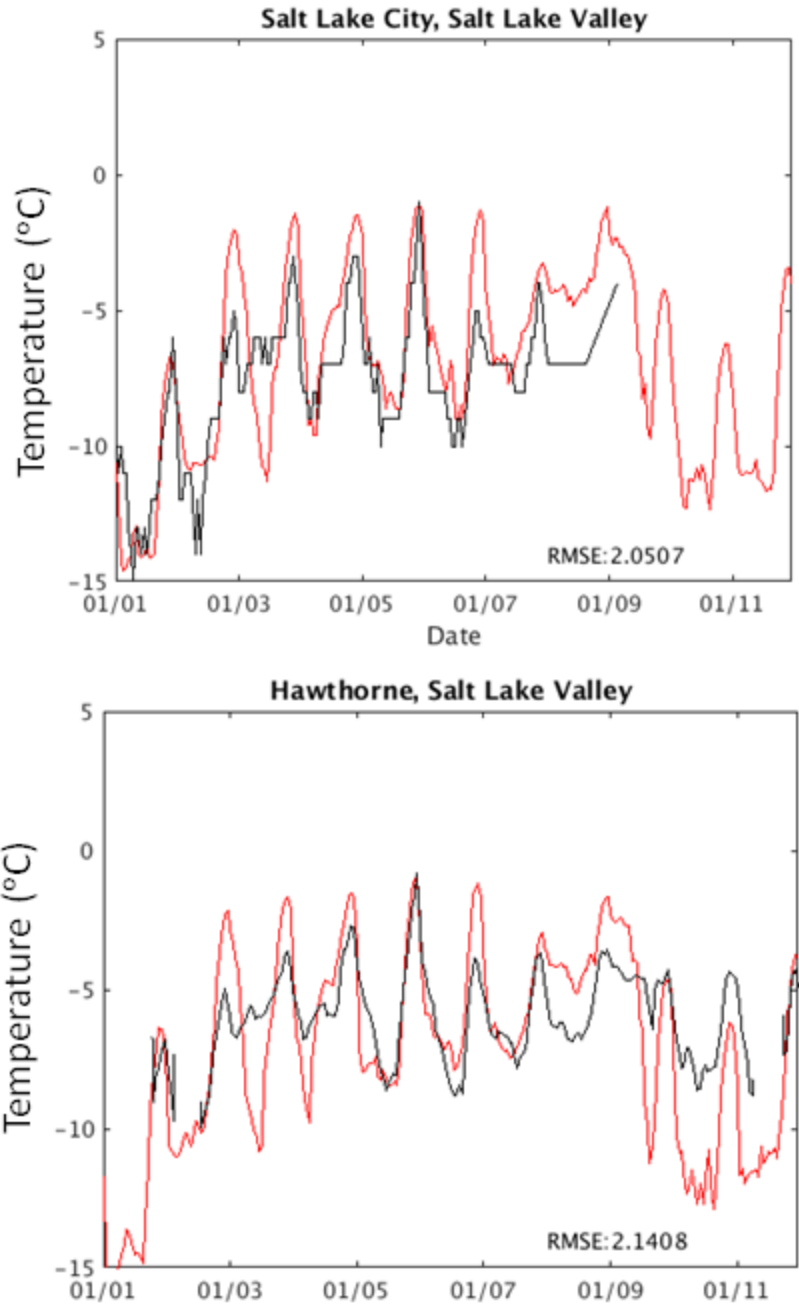 Salt Lake City, Salt Lake Valley
5
0
−5
−10
−15
Temperature (°C)
RMSE:2.0507
01/01 01/03 01/05 01/07 01/09 01/11
Date
Hawthorne, Salt Lake Valley
5
0
−5
−10
−15
Temperature (°C)
RMSE:2.1408
01/01 01/03 01/05 01/07 01/09 01/11